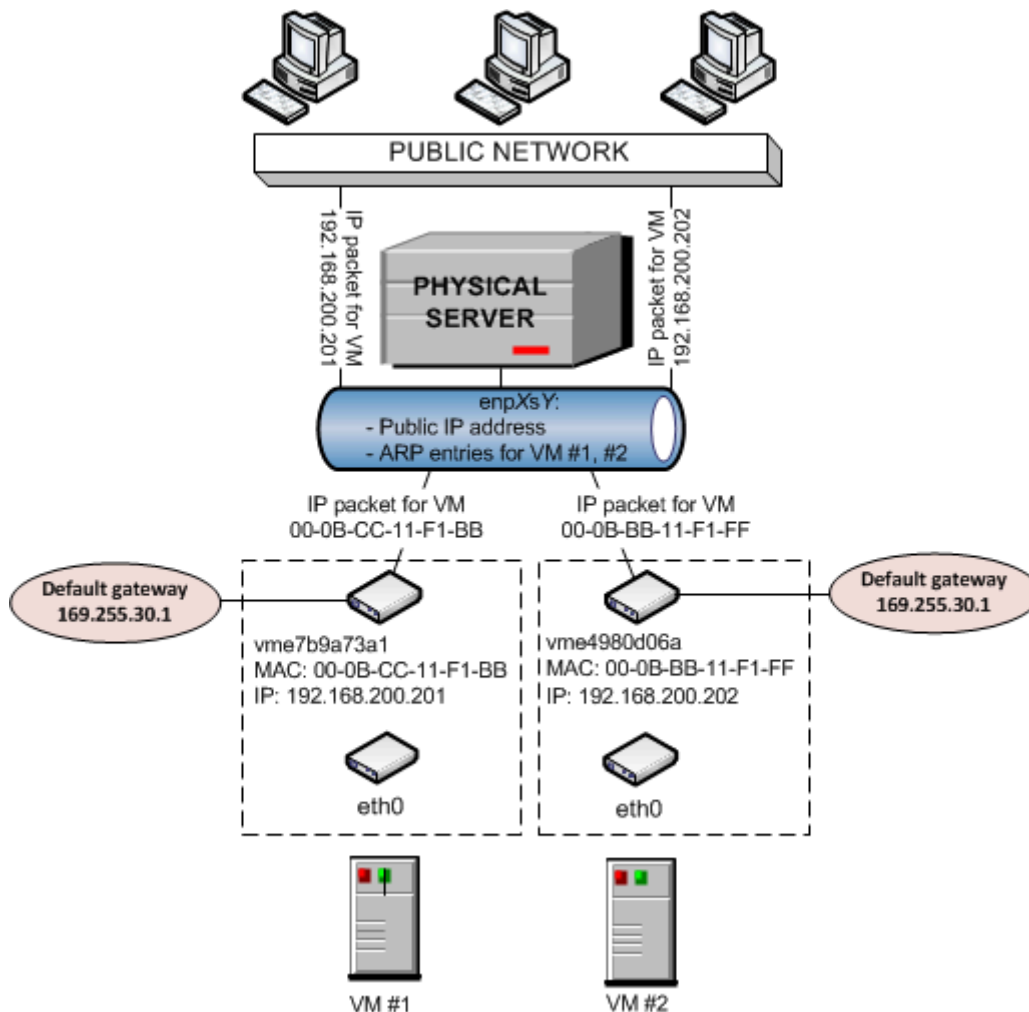 PUBLIC NETWORK
IP packet for VM
192.168.200.201
IP packet for VM
192.168.200.202
PHYSICAL
SERVER
enpXsY:
- Public IP address
- ARP entries for VM #1, #2
IP packet for VM
00-0B-CC-11-F1-BB
IP packet for VM
00-0B-BB-11-F1-FF
Default gateway
169.255.30.1
Default gateway
169.255.30.1
vme7b9a73a1
MAC: 00-0B-CC-11-F1-BB
IP: 192.168.200.201
vme4980d06a
MAC: 00-0B-BB-11-F1-FF
IP: 192.168.200.202
eth0
eth0
VM #1
VM #2